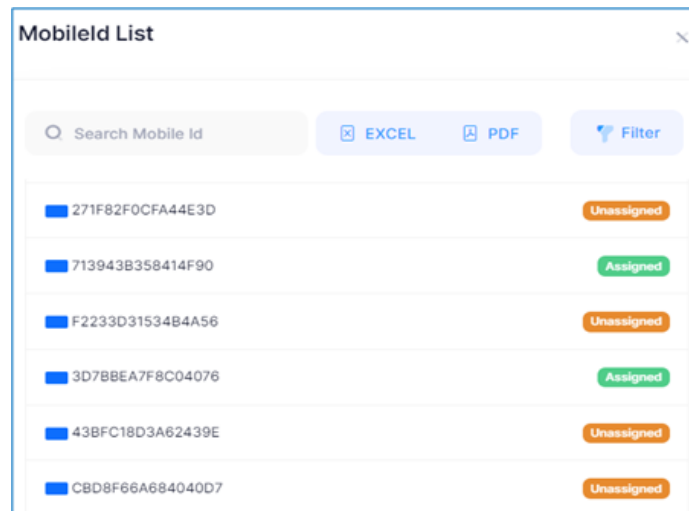 MobileId List
Search Mobile Id EXCEL PDF Filter
271F82F0CFA44E3D Unassigned
713943B358414F90 Assigned
F2233D31534B4A56 Unassigned
3D7BBEA7F8C04076 Assigned
43BFC18D3A62439E Unassigned
CBD8F66A684040D7 Unassigned